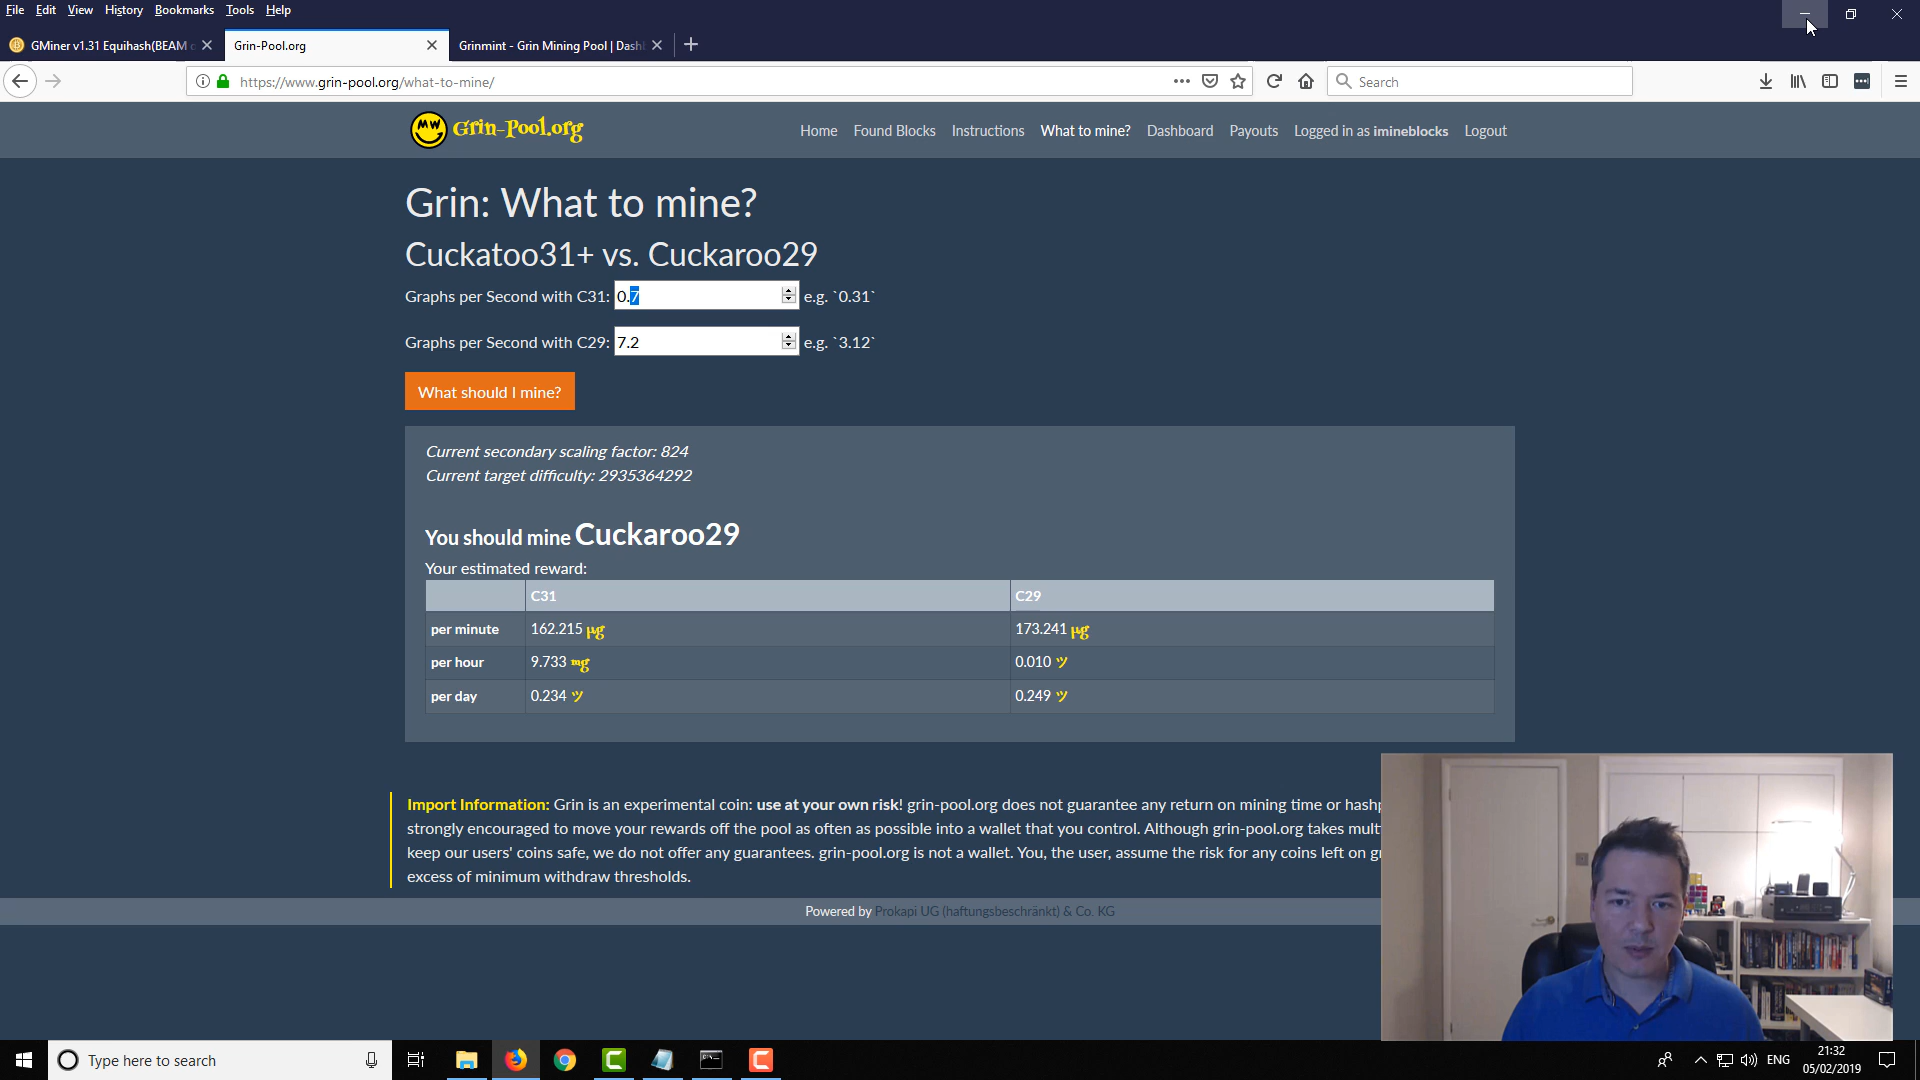 File Edit View History Bookmarks Tools Help
GMiner v1.31 Equihash(BEAM
Grin-Pool.org
Grinmint - Grin Mining Pool | Dash
https://www.grin-pool.org/what-to-mine/
Search
MW Grin-Pool.org
Home Found Blocks Instructions What to mine? Dashboard Payouts Logged in as imineblocks Logout
Grin: What to mine?
Cuckatoo31+ vs. Cuckaroo29
Graphs per Second with C31: 0.7 e.g. `0.31`
Graphs per Second with C29: 7.2 e.g. `3.12`
What should I mine?
Current secondary scaling factor: 824
Current target difficulty: 2935364292
You should mine Cuckaroo29
Your estimated reward:
C31 C29
per minute 162.215 µg 173.241 µg
per hour 9.733 mg 0.010 ツ
per day 0.234 ツ 0.249 ツ
Import Information: Grin is an experimental coin: use at your own risk! grin-pool.org does not guarantee any return on mining time or hashp
strongly encouraged to move your rewards off the pool as often as possible into a wallet that you control. Although grin-pool.org takes mult
keep our users' coins safe, we do not offer any guarantees. grin-pool.org is not a wallet. You, the user, assume the risk for any coins left on g
excess of minimum withdraw thresholds.
Powered by Prokapi UG (haftungsbeschränkt) & Co. KG
Type here to search
ENG
21:32
05/02/2019